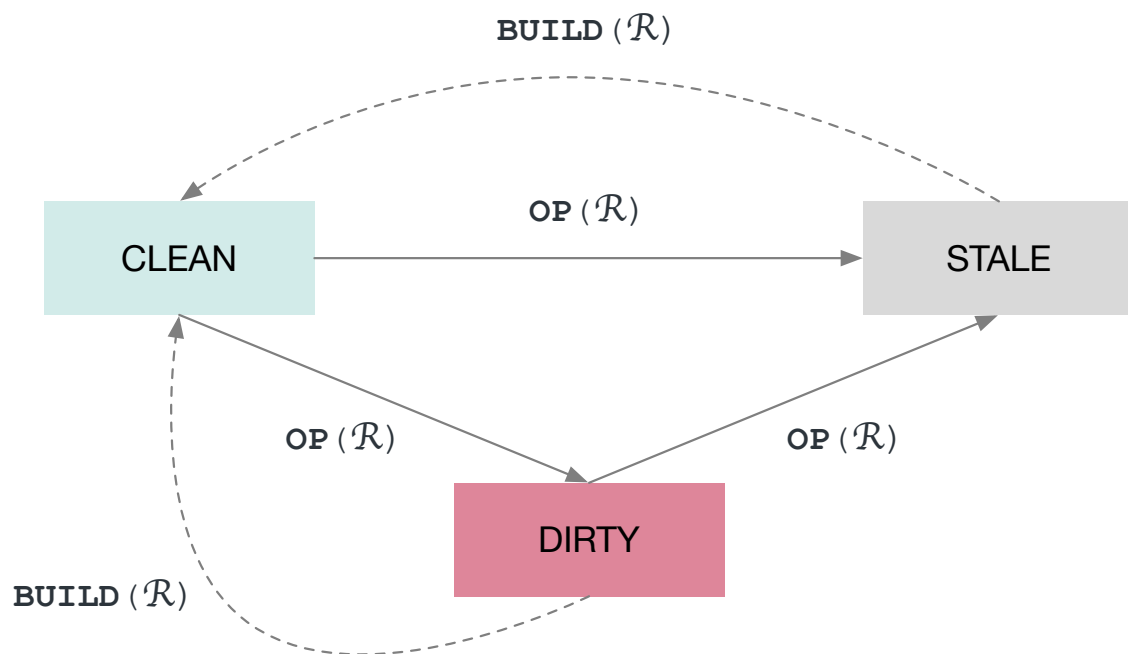 BUILD(ℛ)
OP(ℛ)
CLEAN
STALE
OP(ℛ)
OP(ℛ)
DIRTY
BUILD(ℛ)